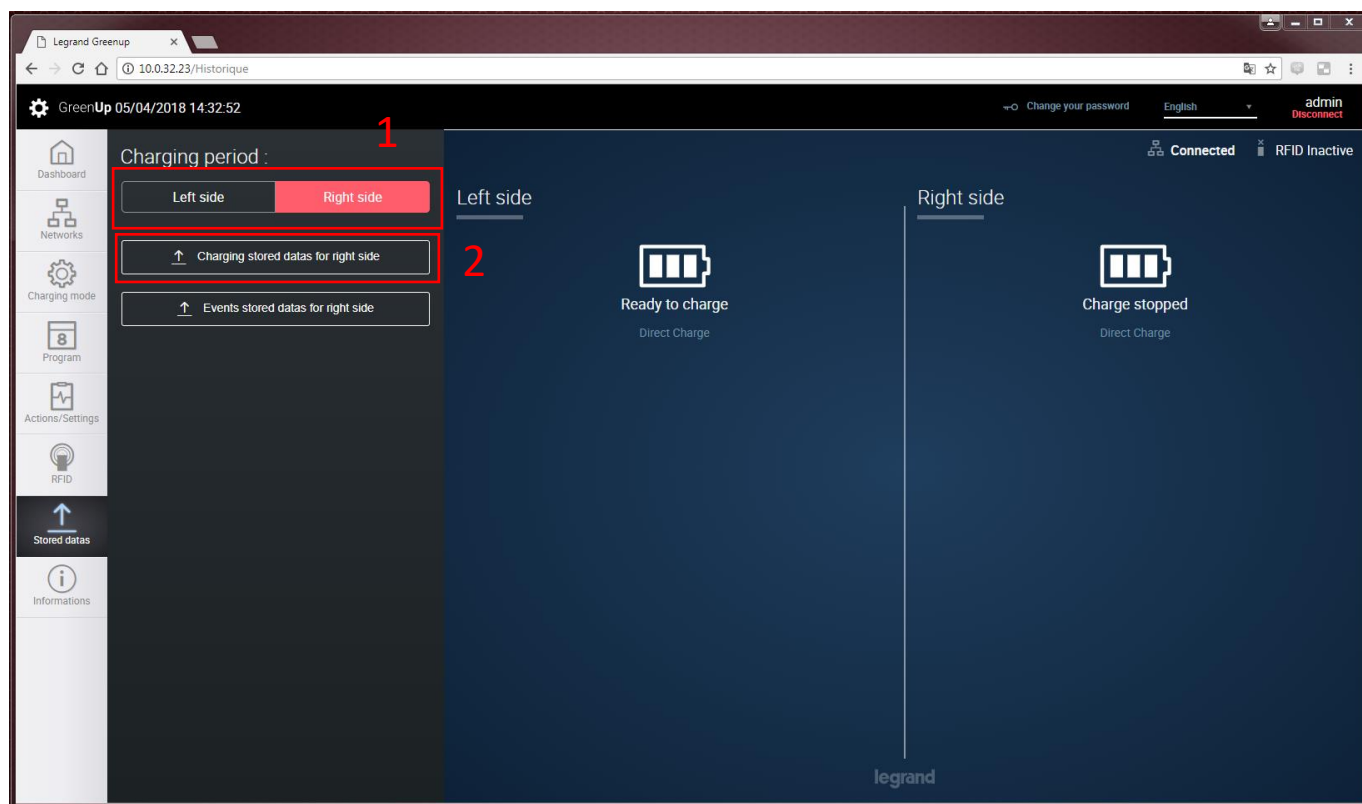 Legrand Greenup
10.0.32.23/Historique
GreenUp 05/04/2018 14:32:52
Change your password
English
admin
Disconnect
Dashboard
Networks
Charging mode
8
Program
Actions/Settings
RFID
Stored datas
Informations
Charging period :
1
Left side
Right side
Charging stored datas for right side
2
Events stored datas for right side
Connected
RFID Inactive
Left side
Ready to charge
Direct Charge
Right side
Charge stopped
Direct Charge
legrand